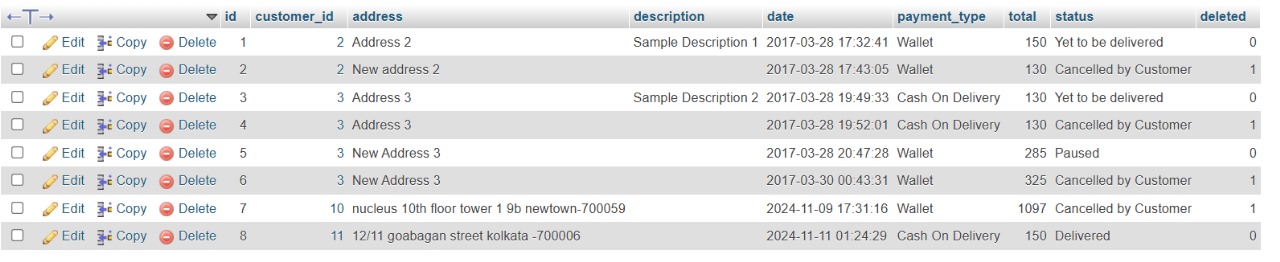 id customer_id address description date payment_type total status deleted
Edit Copy Delete 1 2 Address 2 Sample Description 1 2017-03-28 17:32:41 Wallet 150 Yet to be delivered 0
Edit Copy Delete 2 2 New address 2 2017-03-28 17:43:05 Wallet 130 Cancelled by Customer 1
Edit Copy Delete 3 3 Address 3 Sample Description 2 2017-03-28 19:49:33 Cash On Delivery 130 Yet to be delivered 0
Edit Copy Delete 4 3 Address 3 2017-03-28 19:52:01 Cash On Delivery 130 Cancelled by Customer 1
Edit Copy Delete 5 3 New Address 3 2017-03-28 20:47:28 Wallet 285 Paused 0
Edit Copy Delete 6 3 New Address 3 2017-03-30 00:43:31 Wallet 325 Cancelled by Customer 1
Edit Copy Delete 7 10 nucleus 10th floor tower 1 9b newtown-700059 2024-11-09 17:31:16 Wallet 1097 Cancelled by Customer 1
Edit Copy Delete 8 11 12/11 goabagan street kolkata -700006 2024-11-11 01:24:29 Cash On Delivery 150 Delivered 0